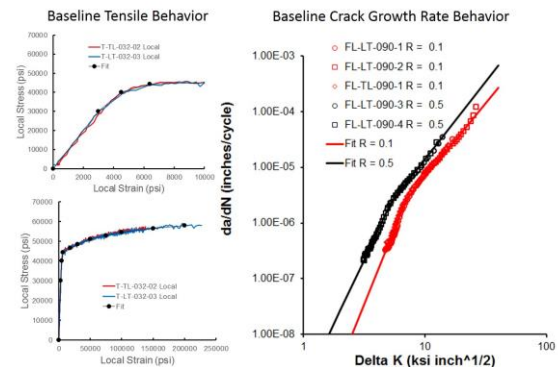 Baseline Tensile Behavior
Baseline Crack Growth Rate Behavior
70000
60000
50000
40000
30000
20000
10000
0
Local Stress (psi)
T-TL-032-02 Local
T-LT-032-03 Local
Fit
0
2000
4000
6000
8000
10000
Local Strain (psi)
70000
60000
50000
40000
30000
20000
10000
0
Local Stress (psi)
T-TL-032-02 Local
T-LT-032-03 Local
Fit
0
50000
100000
150000
200000
250000
Local Strain (psi)
1.00E-03
1.00E-04
1.00E-05
1.00E-06
1.00E-07
1.00E-08
da/dN (inches/cycle)
FL-LT-090-1 R = 0.1
FL-LT-090-2 R = 0.1
FL-TL-090-1 R = 0.1
FL-LT-090-3 R = 0.5
FL-LT-090-4 R = 0.5
Fit R = 0.1
Fit R = 0.5
1
10
100
Delta K (ksi inch^1/2)